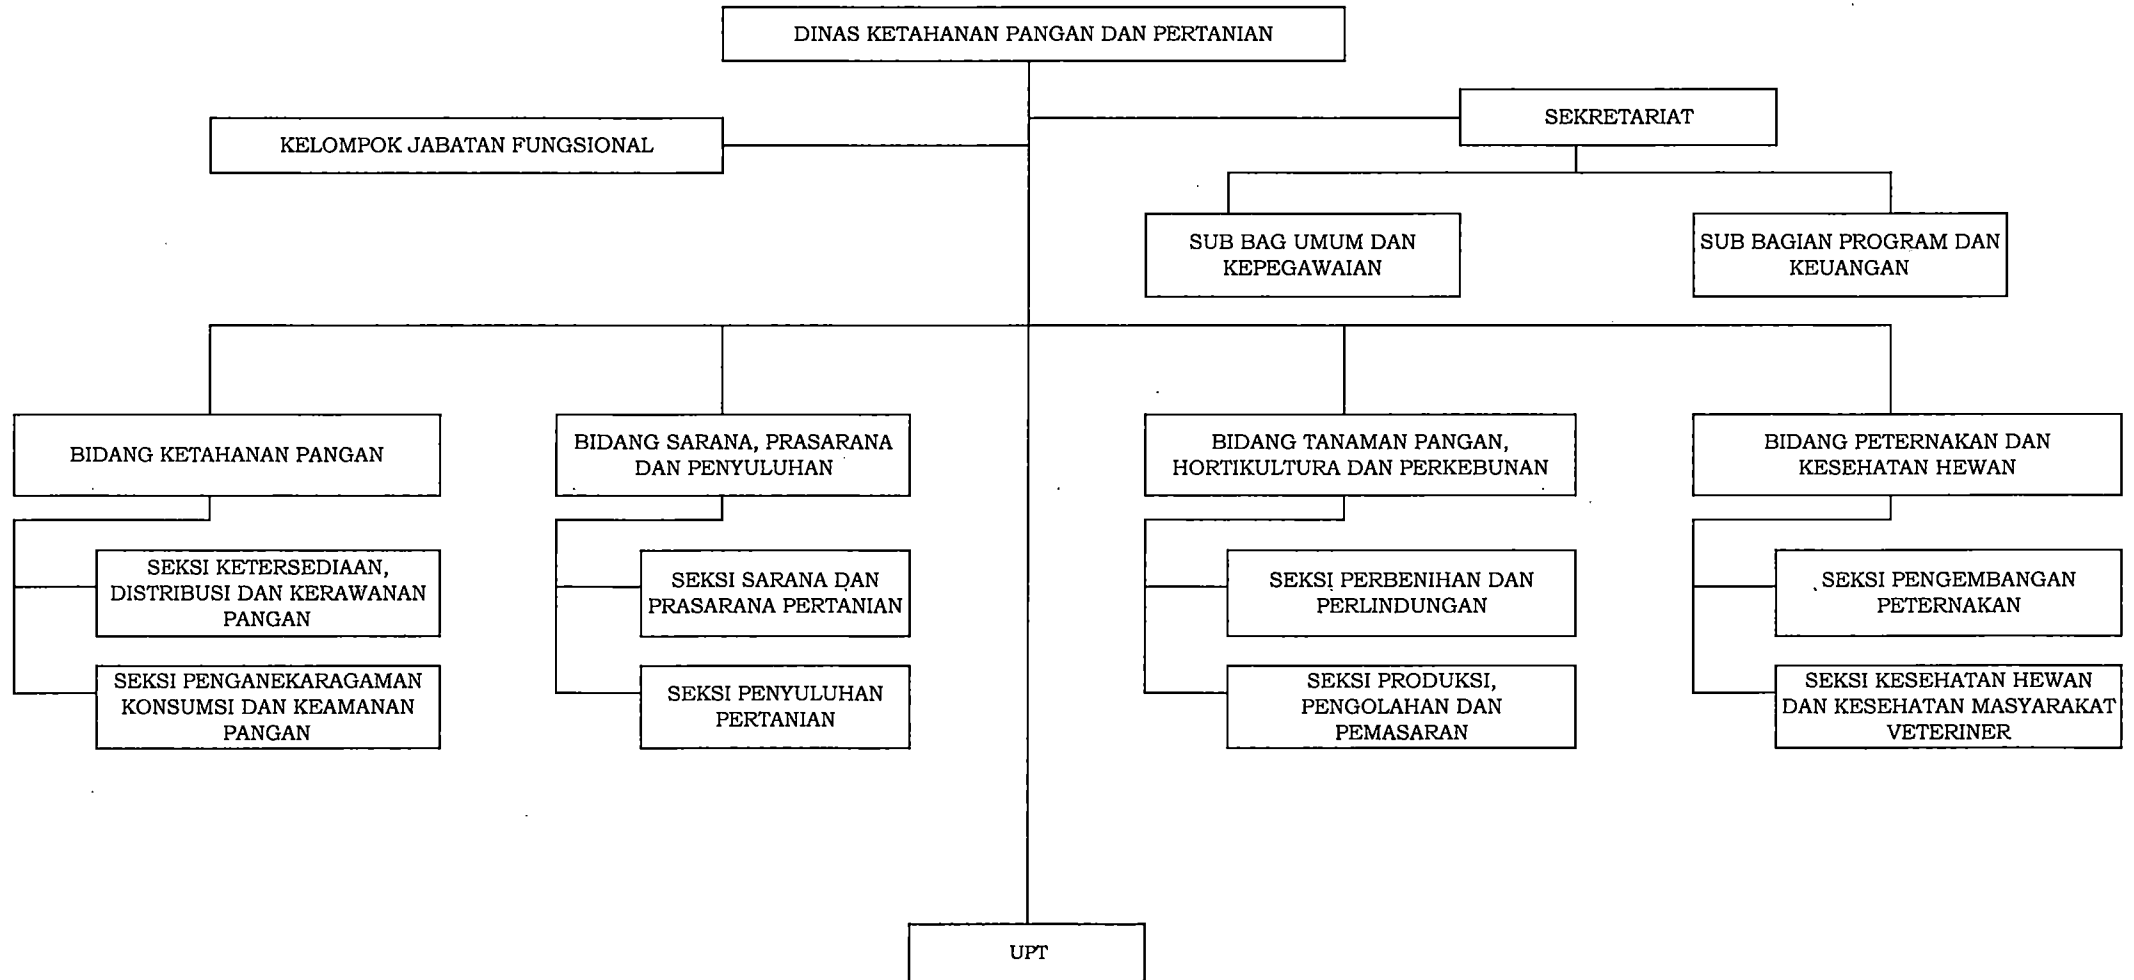 DINAS KETAHANAN PANGAN DAN PERTANIAN
SEKRETARIAT
KELOMPOK JABATAN FUNGSIONAL
SUB BAG UMUM DAN
KEPEGAWAIAN
SUB BAGIAN PROGRAM DAN
KEUANGAN
BIDANG KETAHANAN PANGAN
BIDANG SARANA, PRASARANA
DAN PENYULUHAN
BIDANG TANAMAN PANGAN,
HORTIKULTURA DAN PERKEBUNAN
BIDANG PETERNAKAN DAN
KESEHATAN HEWAN
SEKSI KETERSEDIAAN,
DISTRIBUSI DAN KERAWANAN
PANGAN
SEKSI SARANA DAN
PRASARANA PERTANIAN
SEKSI PERBENIHAN DAN
PERLINDUNGAN
SEKSI PENGEMBANGAN
PETERNAKAN
SEKSI PENGANEKARAGAMAN
KONSUMSI DAN KEAMANAN
PANGAN
SEKSI PENYULUHAN
PERTANIAN
SEKSI PRODUKSI,
PENGOLAHAN DAN
PEMASARAN
SEKSI KESEHATAN HEWAN
DAN KESEHATAN MASYARAKAT
VETERINER
UPT